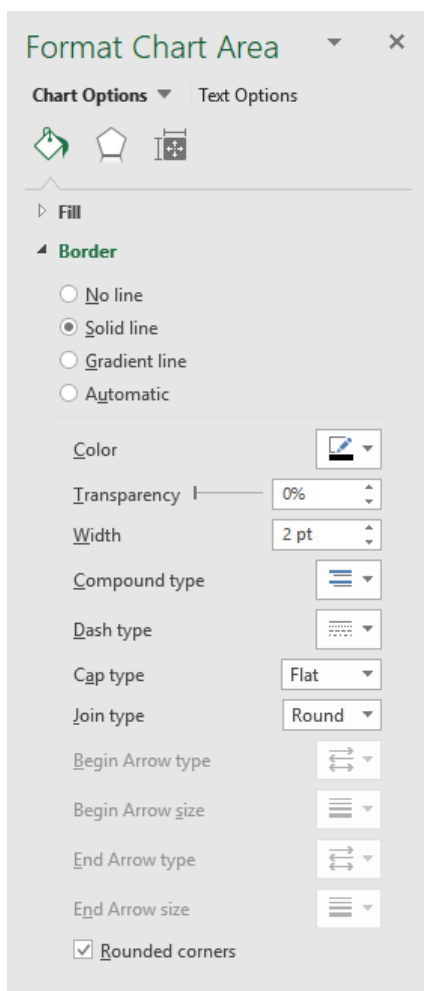 Format Chart Area
Chart Options Text Options
Fill
Border
No line
Solid line
Gradient line
Automatic
Color
Transparency 0%
Width 2 pt
Compound type
Dash type
Cap type Flat
Join type Round
Begin Arrow type
Begin Arrow size
End Arrow type
End Arrow size
Rounded corners